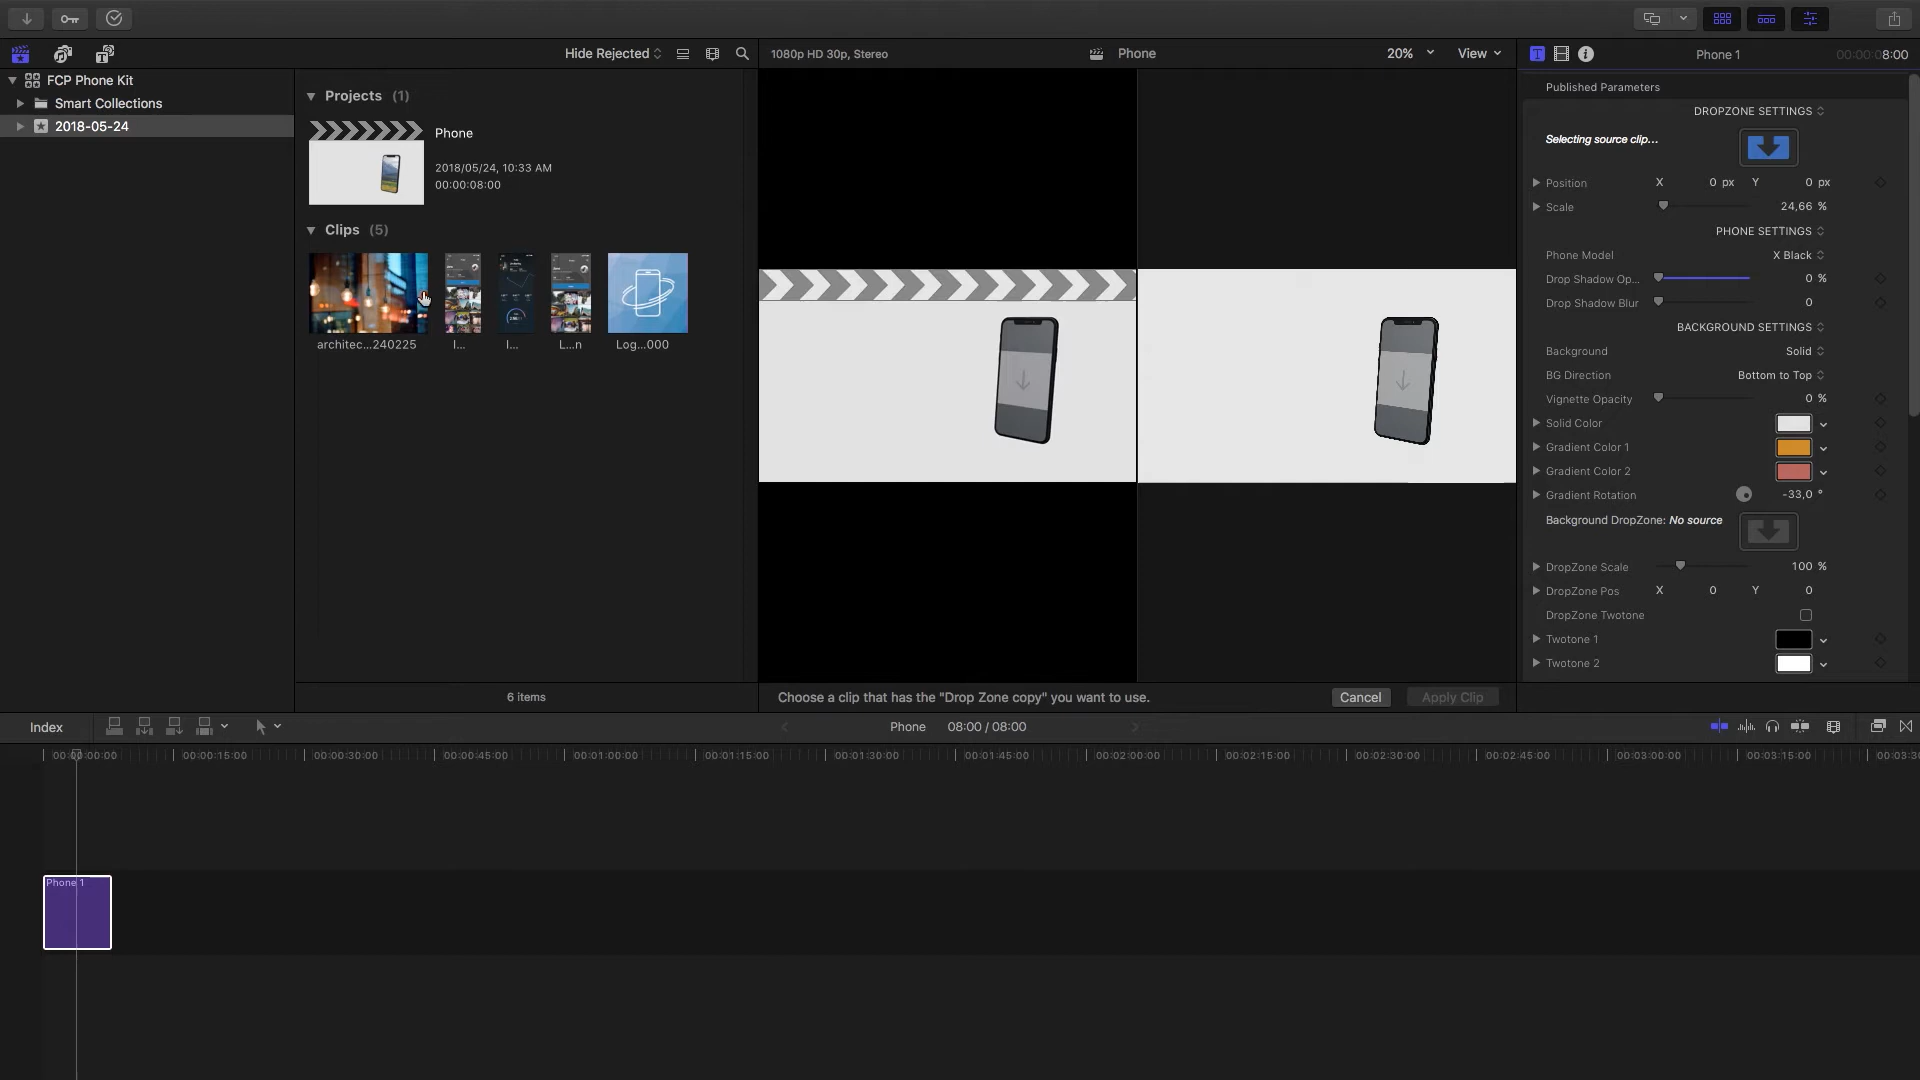 Hide Rejected
1080p HD 30p, Stereo
Phone
20%
View
Phone 1
00:00:08:00
FCP Phone Kit
Smart Collections
2018-05-24
Projects (1)
Phone
2018/05/24, 10:33 AM
00:00:08:00
Clips (5)
architec...240225
I...
I...
L...n
Log...000
6 items
Choose a clip that has the "Drop Zone copy" you want to use.
Cancel
Apply Clip
Published Parameters
DROPZONE SETTINGS
Selecting source clip...
Position X 0 px Y 0 px
Scale 24,66 %
PHONE SETTINGS
Phone Model X Black
Drop Shadow Op... 0 %
Drop Shadow Blur 0
BACKGROUND SETTINGS
Background Solid
BG Direction Bottom to Top
Vignette Opacity 0 %
Solid Color
Gradient Color 1
Gradient Color 2
Gradient Rotation -33,0 °
Background DropZone: No source
DropZone Scale 100 %
DropZone Pos X 0 Y 0
DropZone Twotone
Twotone 1
Twotone 2
Index
Phone 08:00 / 08:00
00:00:00:00 00:00:15:00 00:00:30:00 00:00:45:00 00:01:00:00 00:01:15:00 00:01:30:00 00:01:45:00 00:02:00:00 00:02:15:00 00:02:30:00 00:02:45:00 00:03:00:00 00:03:15:00 00:03:30
Phone 1